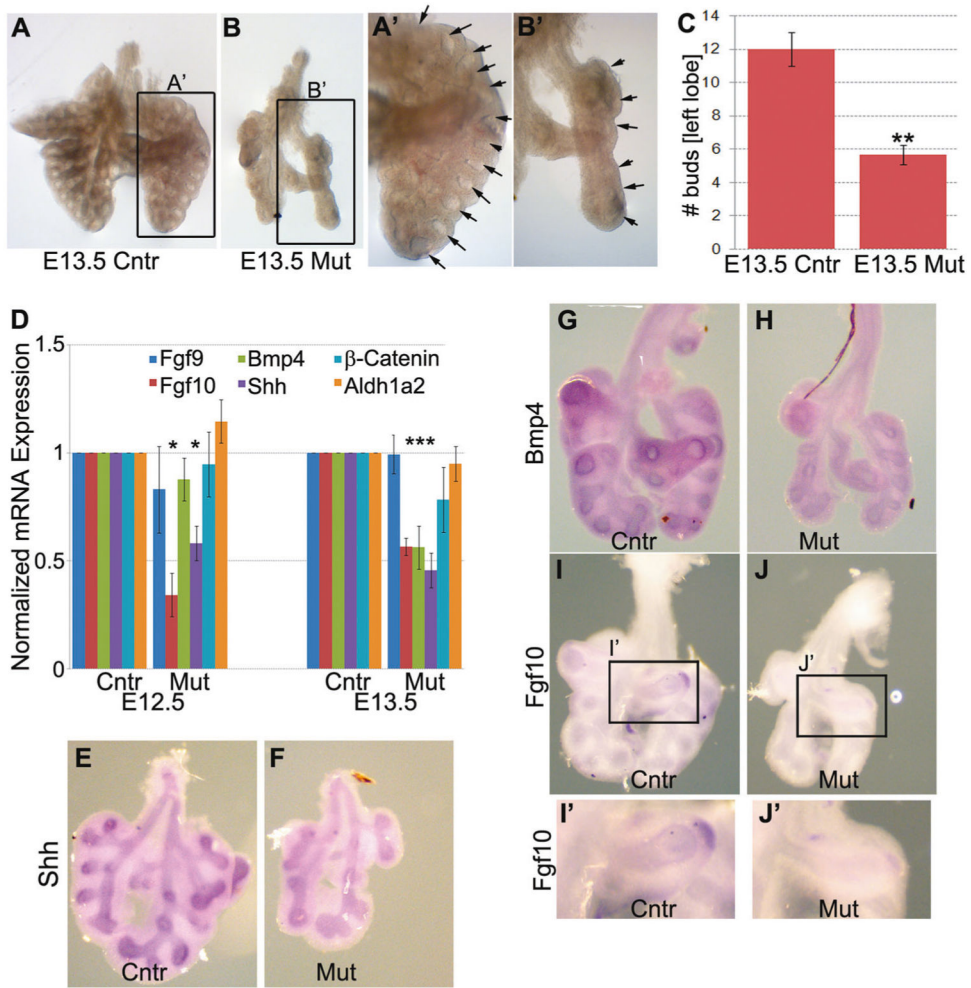 A
B
A'
B'
C
A'
B'
E13.5 Cntr
E13.5 Mut
# buds [left lobe]
14
12
10
8
6
4
2
0
**
E13.5 Cntr
E13.5 Mut
D
Normalized mRNA Expression
1.5
1
0.5
0
Fgf9
Bmp4
β-Catenin
Fgf10
Shh
Aldh1a2
* *
***
Cntr
Mut
Cntr
Mut
E12.5
E13.5
E
F
Shh
Cntr
Mut
G
H
Bmp4
Cntr
Mut
I
J
I'
J'
Fgf10
Cntr
Mut
I'
J'
Fgf10
Cntr
Mut